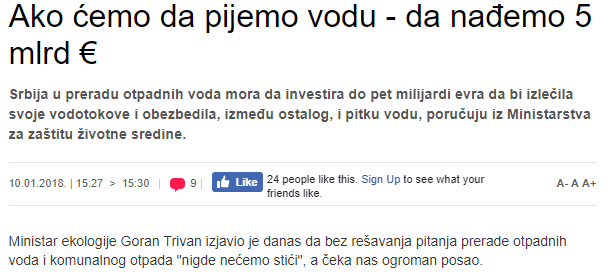 Ako ćemo da pijemo vodu - da nađemo 5
mlrd €
Srbija u preradu otpadnih voda mora da investira do pet milijardi evra da bi izlečila
svoje vodotokove i obezbedila, između ostalog, i pitku vodu, poručuju iz Ministarstva
za zaštitu životne sredine.
10.01.2018. | 15:27 > 15:30 | 9 | Like 24 people like this. Sign Up to see what your
friends like. A- A A+
Ministar ekologije Goran Trivan izjavio je danas da bez rešavanja pitanja prerade otpadnih
voda i komunalnog otpada "nigde nećemo stići", a čeka nas ogroman posao.